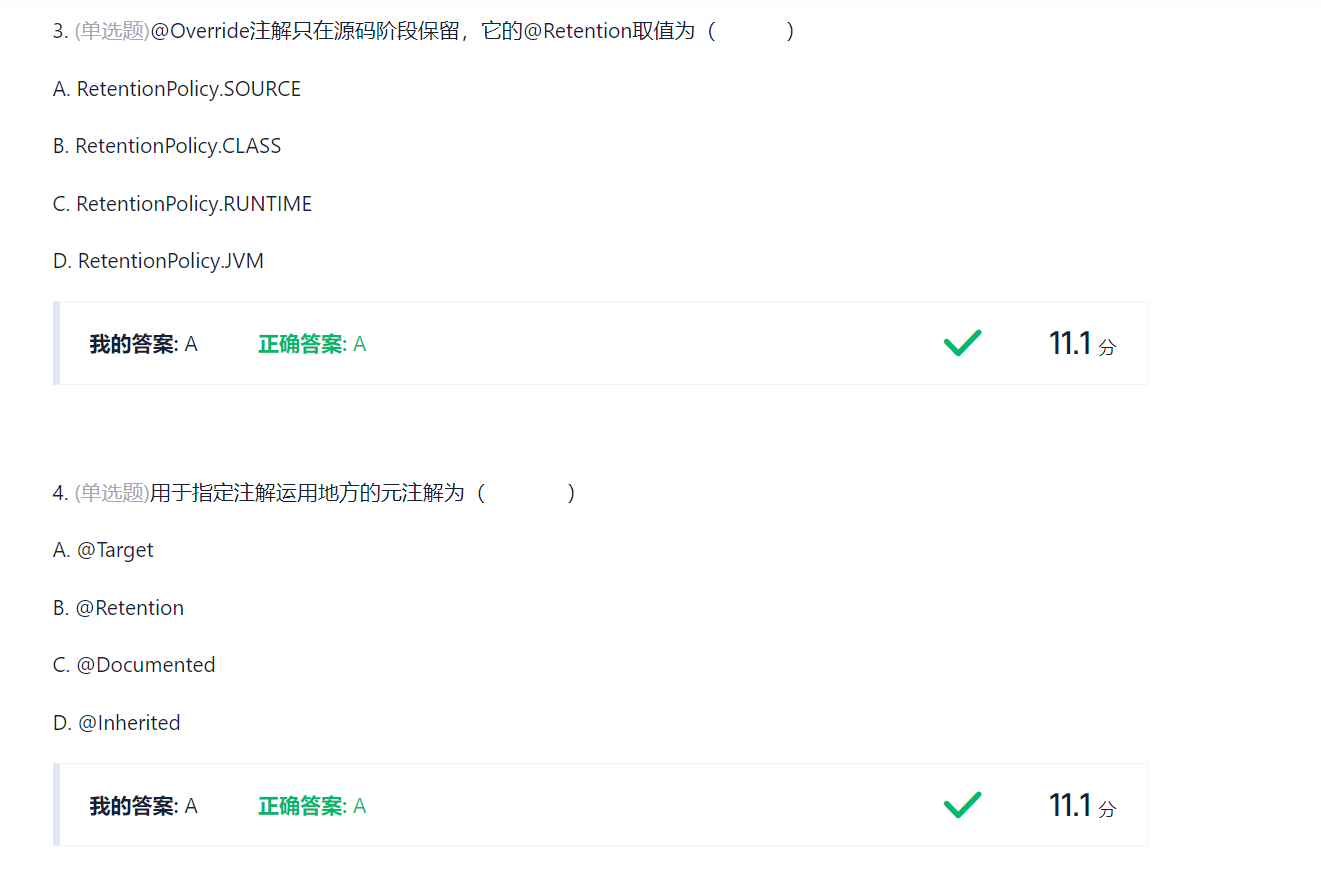 3. (单选题)@Override注解只在源码阶段保留，它的@Retention取值为（　　　）
A. RetentionPolicy.SOURCE
B. RetentionPolicy.CLASS
C. RetentionPolicy.RUNTIME
D. RetentionPolicy.JVM
我的答案: A 正确答案: A 11.1 分
4. (单选题)用于指定注解运用地方的元注解为（　　　）
A. @Target
B. @Retention
C. @Documented
D. @Inherited
我的答案: A 正确答案: A 11.1 分